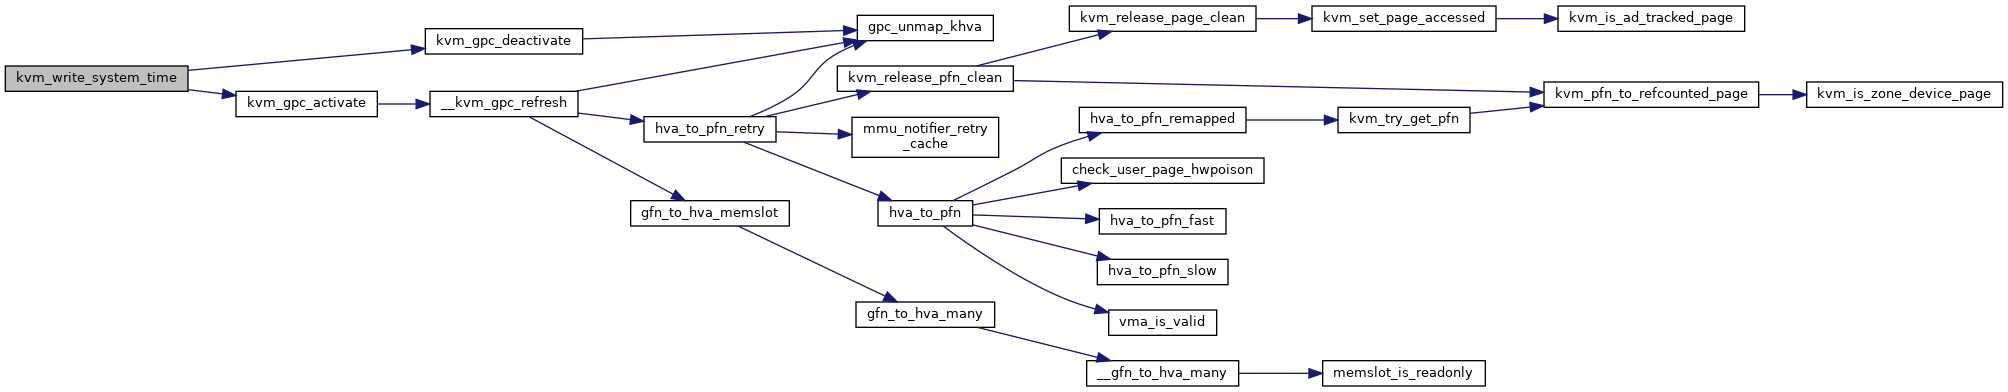 kvm_write_system_time
kvm_gpc_deactivate
kvm_gpc_activate
__kvm_gpc_refresh
gpc_unmap_khva
hva_to_pfn_retry
gfn_to_hva_memslot
kvm_release_pfn_clean
mmu_notifier_retry
_cache
hva_to_pfn
gfn_to_hva_many
kvm_release_page_clean
kvm_set_page_accessed
kvm_is_ad_tracked_page
kvm_pfn_to_refcounted_page
kvm_is_zone_device_page
hva_to_pfn_remapped
kvm_try_get_pfn
check_user_page_hwpoison
hva_to_pfn_fast
hva_to_pfn_slow
vma_is_valid
__gfn_to_hva_many
memslot_is_readonly